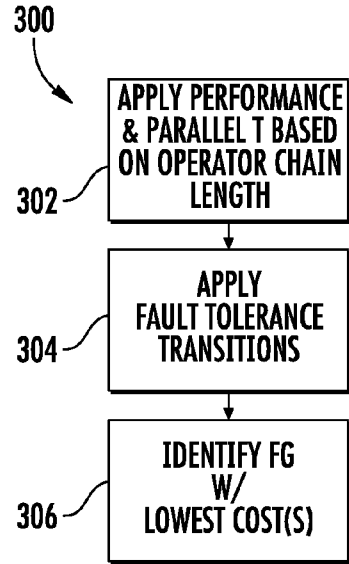 300
APPLY PERFORMANCE
& PARALLEL T BASED
ON OPERATOR CHAIN
LENGTH
302
APPLY
FAULT TOLERANCE
TRANSITIONS
304
IDENTIFY FG
W/
LOWEST COST(S)
306